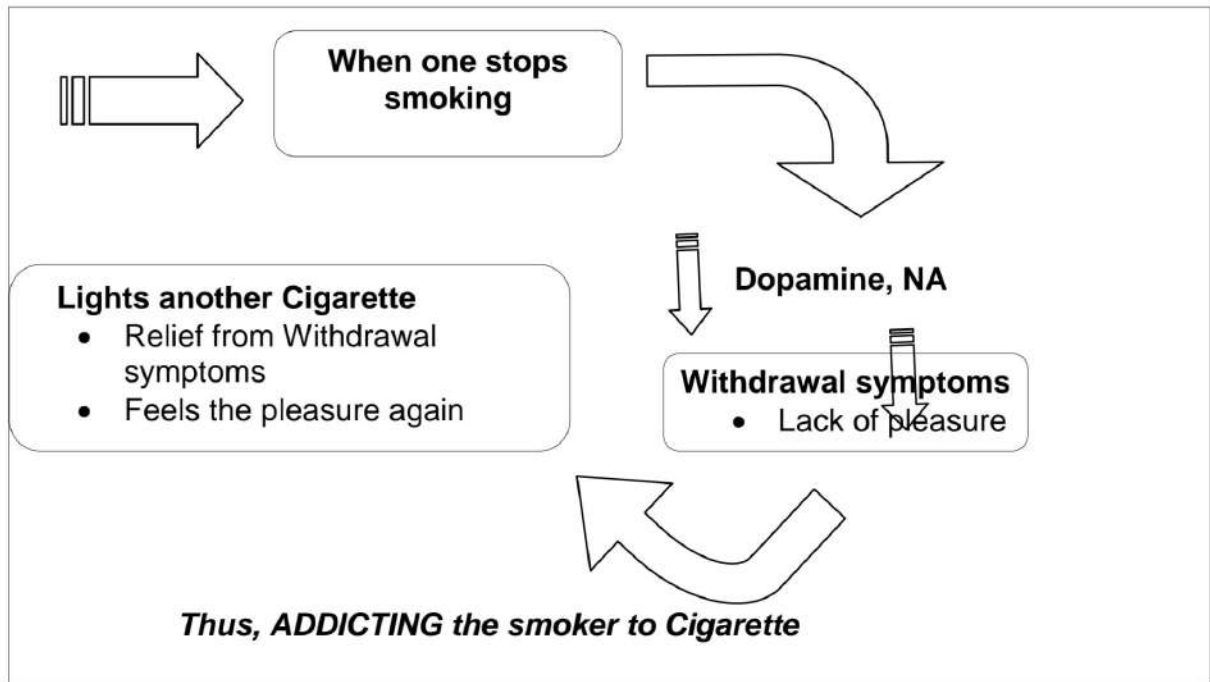 When one stops
smoking
Dopamine, NA
Withdrawal symptoms
• Lack of pleasure
Lights another Cigarette
• Relief from Withdrawal
symptoms
• Feels the pleasure again
Thus, ADDICTING the smoker to Cigarette